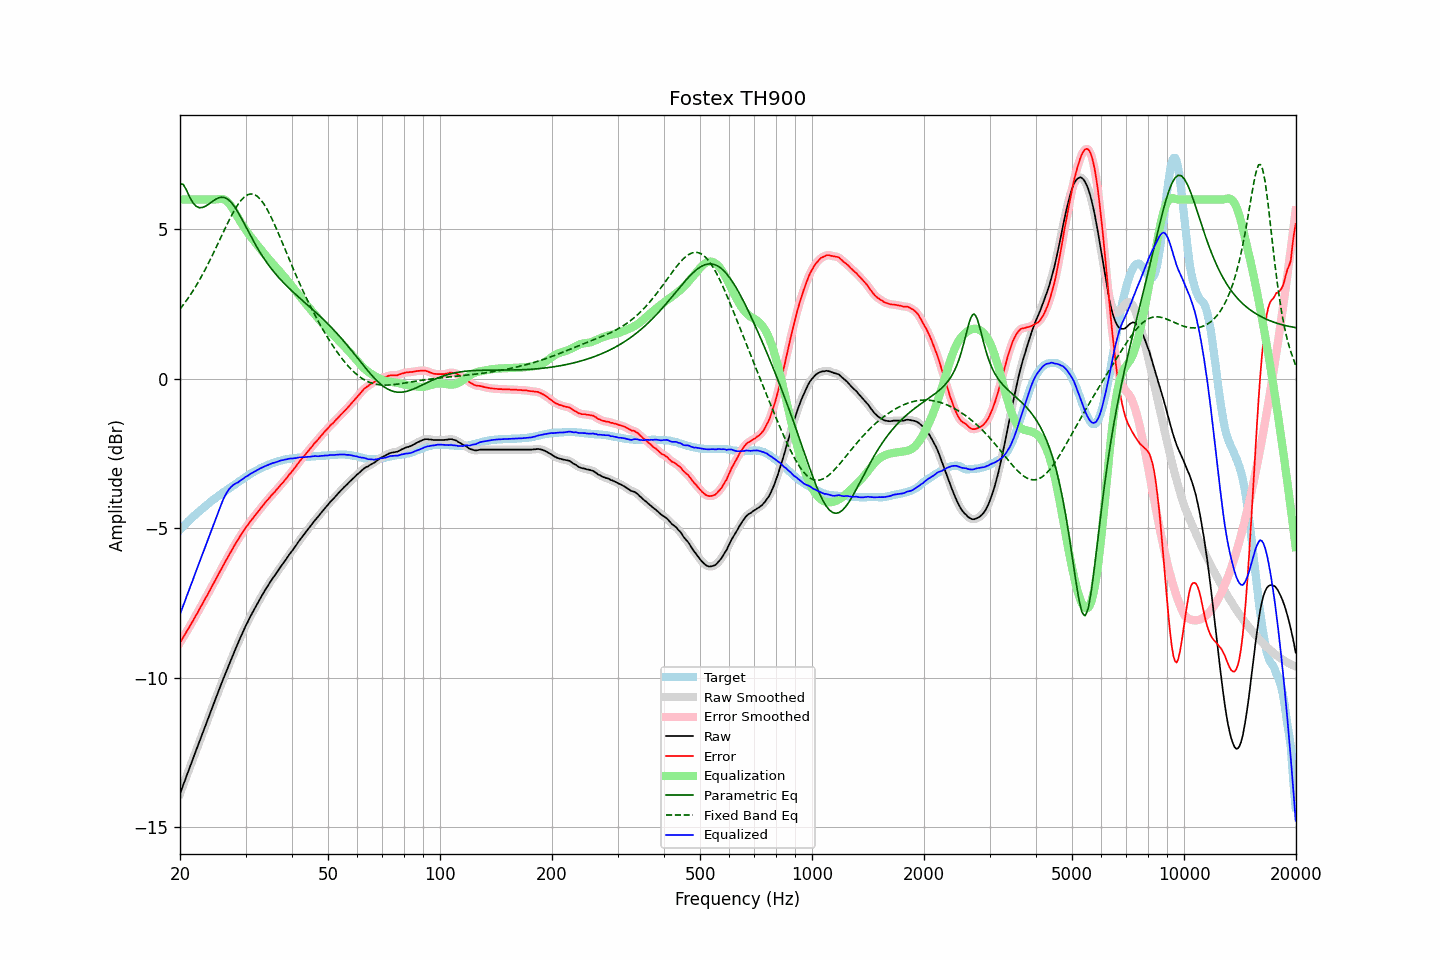 Fostex TH900
Amplitude (dBr)
5
0
−5
−10
−15
20
50
100
200
500
1000
2000
5000
10000
20000
Frequency (Hz)
Target
Raw Smoothed
Error Smoothed
Raw
Error
Equalization
Parametric Eq
Fixed Band Eq
Equalized